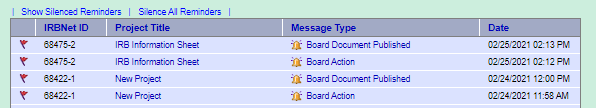 | Show Silenced Reminders | Silence All Reminders |
IRBNet ID Project Title Message Type Date
68475-2 IRB Information Sheet Board Document Published 02/25/2021 02:13 PM
68475-2 IRB Information Sheet Board Action 02/25/2021 02:12 PM
68422-1 New Project Board Document Published 02/24/2021 12:00 PM
68422-1 New Project Board Action 02/24/2021 11:58 AM